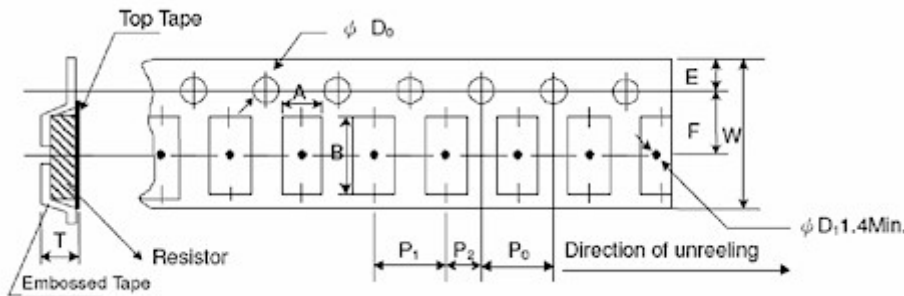 Top Tape
ϕ D₀
A
B
E
F
W
T
Resistor
Embossed Tape
P₁
P₂
P₀
Direction of unreeling
ϕ D₁1.4Min.